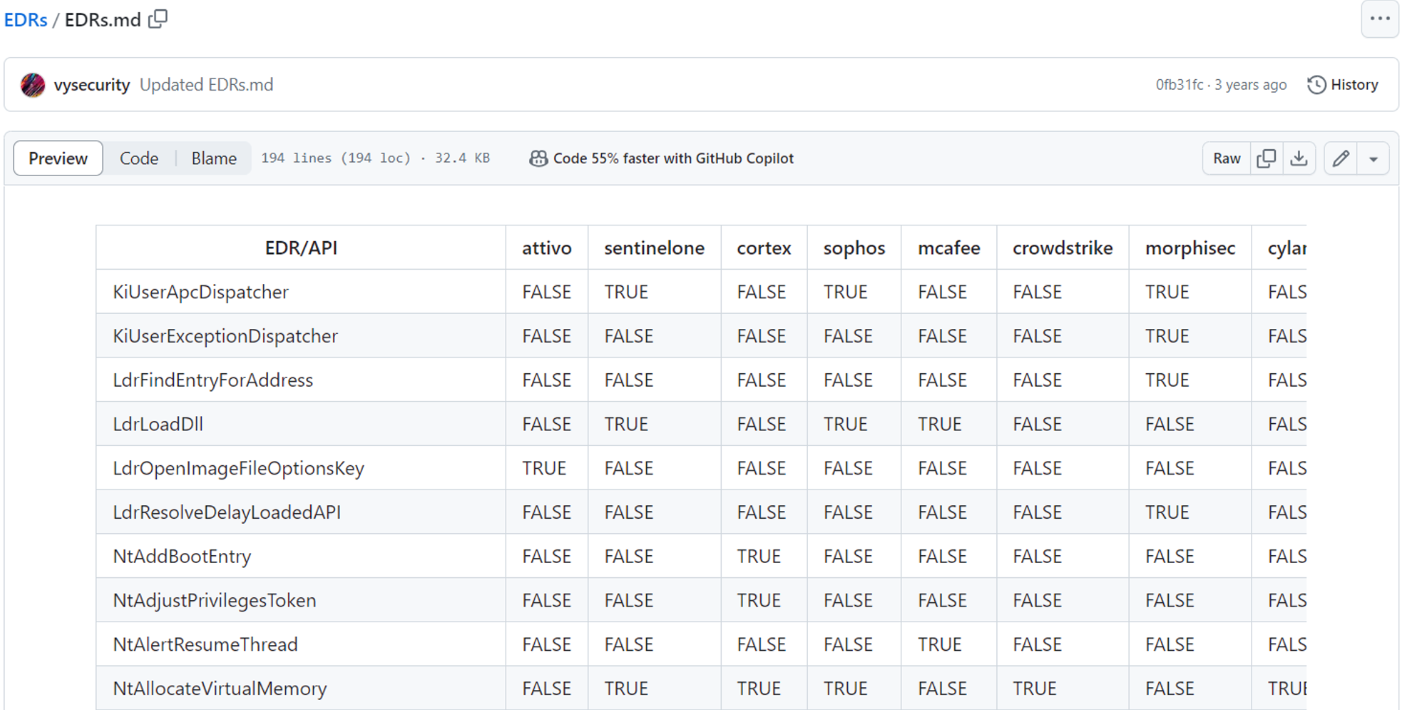 EDRs / EDRs.md
vysecurity Updated EDRs.md 0fb31fc · 3 years ago History
Preview Code Blame 194 lines (194 loc) · 32.4 KB Code 55% faster with GitHub Copilot Raw
EDR/API attivo sentinelone cortex sophos mcafee crowdstrike morphisec cylan
KiUserApcDispatcher FALSE TRUE FALSE TRUE FALSE FALSE TRUE FALS
KiUserExceptionDispatcher FALSE FALSE FALSE FALSE FALSE FALSE TRUE FALS
LdrFindEntryForAddress FALSE FALSE FALSE FALSE FALSE FALSE TRUE FALS
LdrLoadDll FALSE TRUE FALSE TRUE TRUE FALSE FALSE FALS
LdrOpenImageFileOptionsKey TRUE FALSE FALSE FALSE FALSE FALSE FALSE FALS
LdrResolveDelayLoadedAPI FALSE FALSE FALSE FALSE FALSE FALSE TRUE FALS
NtAddBootEntry FALSE FALSE TRUE FALSE FALSE FALSE FALSE FALS
NtAdjustPrivilegesToken FALSE FALSE TRUE FALSE FALSE FALSE FALSE FALS
NtAlertResumeThread FALSE FALSE FALSE FALSE TRUE FALSE FALSE FALS
NtAllocateVirtualMemory FALSE TRUE TRUE TRUE FALSE TRUE FALSE TRUE